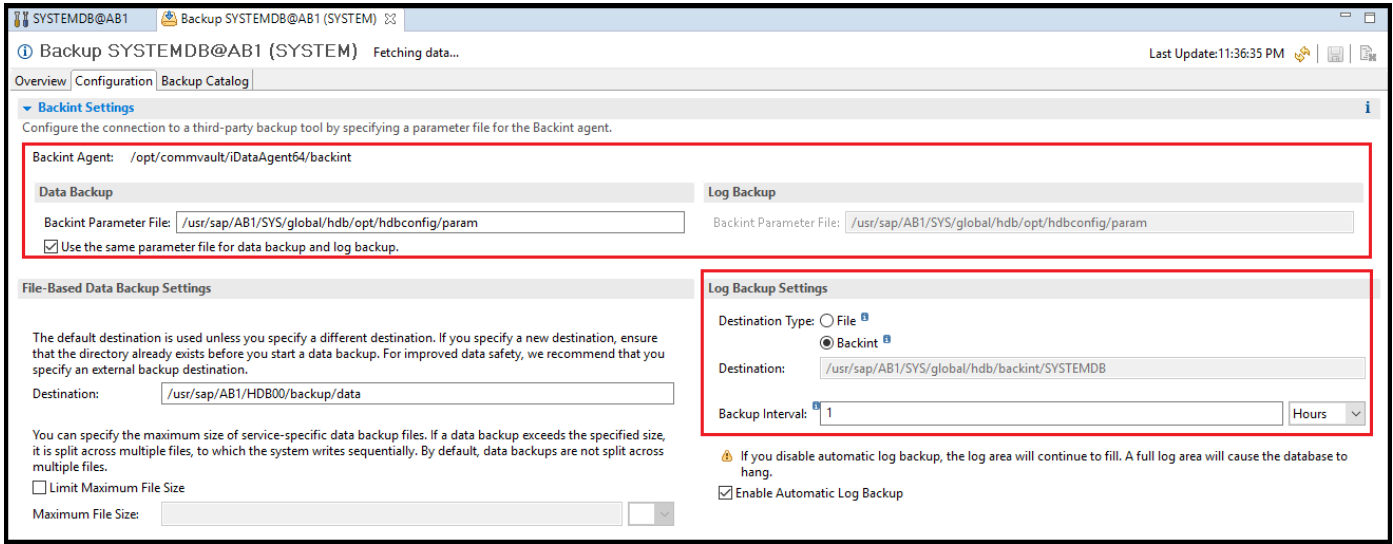 SYSTEMDB@AB1
Backup SYSTEMDB@AB1 (SYSTEM)
Backup SYSTEMDB@AB1 (SYSTEM) Fetching data...
Last Update:11:36:35 PM
Overview Configuration Backup Catalog
Backint Settings
Configure the connection to a third-party backup tool by specifying a parameter file for the Backint agent.
Backint Agent: /opt/commvault/iDataAgent64/backint
Data Backup
Backint Parameter File: /usr/sap/AB1/SYS/global/hdb/opt/hdbconfig/param
Use the same parameter file for data backup and log backup.
Log Backup
Backint Parameter File: /usr/sap/AB1/SYS/global/hdb/opt/hdbconfig/param
File-Based Data Backup Settings
The default destination is used unless you specify a different destination. If you specify a new destination, ensure
that the directory already exists before you start a data backup. For improved data safety, we recommend that you
specify an external backup destination.
Destination: /usr/sap/AB1/HDB00/backup/data
You can specify the maximum size of service-specific data backup files. If a data backup exceeds the specified size,
it is split across multiple files, to which the system writes sequentially. By default, data backups are not split across
multiple files.
Limit Maximum File Size
Maximum File Size:
Log Backup Settings
Destination Type: File
Backint
Destination: /usr/sap/AB1/SYS/global/hdb/backint/SYSTEMDB
Backup Interval: 1 Hours
If you disable automatic log backup, the log area will continue to fill. A full log area will cause the database to
hang.
Enable Automatic Log Backup